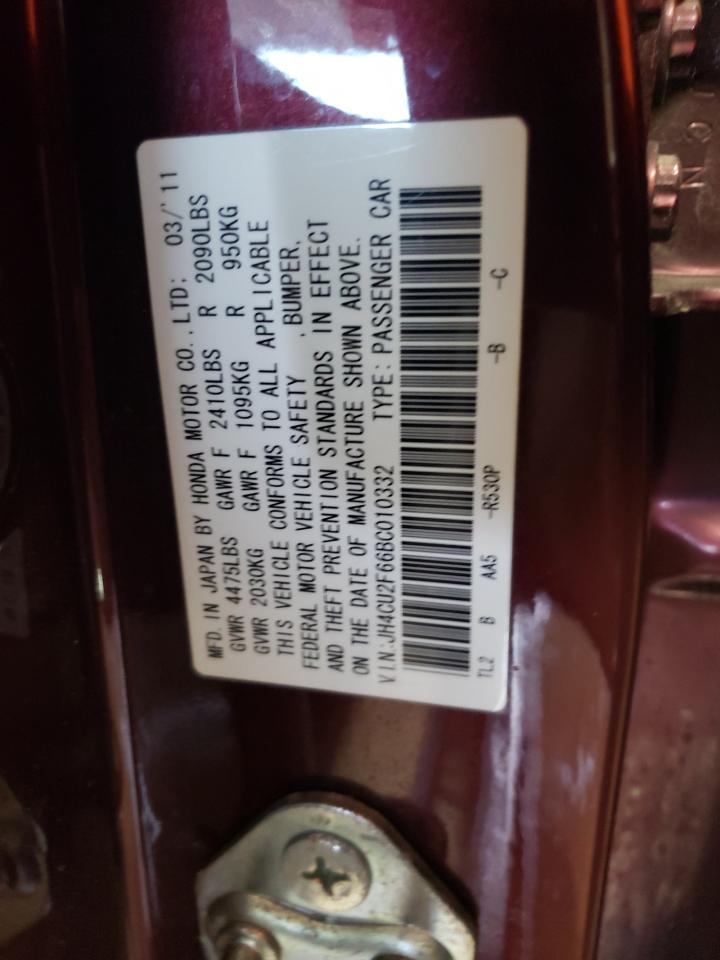 MFD. IN JAPAN BY HONDA MOTOR CO., LTD: 03/'11
GVWR 4475LBS GAWR F 2410LBS R 2090LBS
GVWR 2030KG GAWR F 1095KG R 950KG
THIS VEHICLE CONFORMS TO ALL APPLICABLE
FEDERAL MOTOR VEHICLE SAFETY , BUMPER,
AND THEFT PREVENTION STANDARDS IN EFFECT
ON THE DATE OF MANUFACTURE SHOWN ABOVE.
VIN:JH4CU2F66BC010332 TYPE: PASSENGER CAR
TL2 B AA5 -R530P -B -C